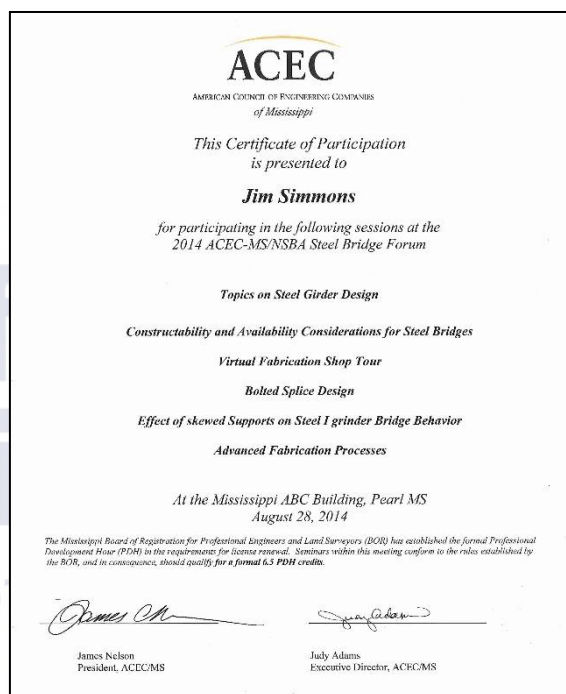 ACEC
AMERICAN COUNCIL OF ENGINEERING COMPANIES
of Mississippi
This Certificate of Participation
is presented to
Jim Simmons
for participating in the following sessions at the
2014 ACEC-MS/NSBA Steel Bridge Forum
Topics on Steel Girder Design
Constructability and Availability Considerations for Steel Bridges
Virtual Fabrication Shop Tour
Bolted Splice Design
Effect of skewed Supports on Steel I grinder Bridge Behavior
Advanced Fabrication Processes
At the Mississippi ABC Building, Pearl MS
August 28, 2014
The Mississippi Board of Registration for Professional Engineers and Land Surveyors (BOR) has established the formal Professional
Development Hour (PDH) in the requirements for license renewal. Seminars within this meeting conform to the rules established by
the BOR, and in consequence, should qualify for a formal 6.5 PDH credits.
James Nelson
President, ACEC/MS
Judy Adams
Executive Director, ACEC/MS